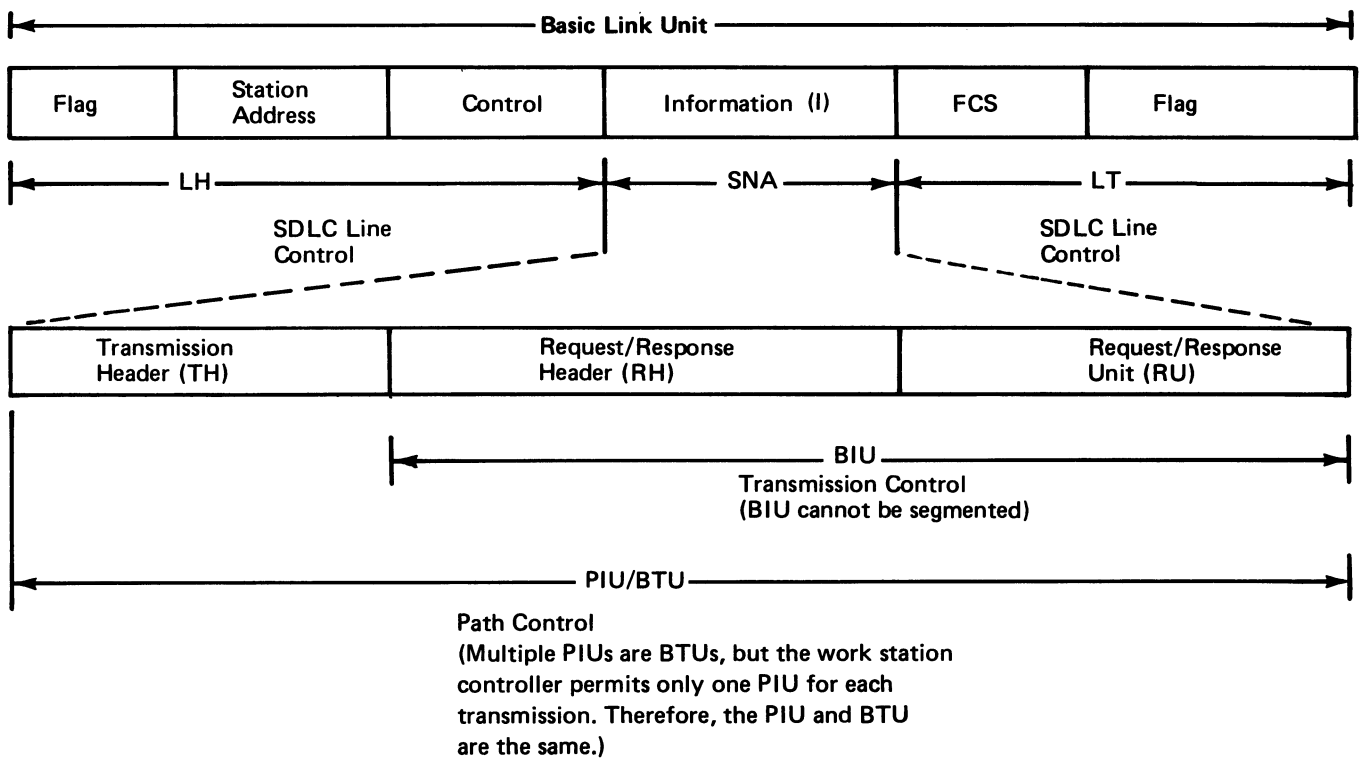 Basic Link Unit
Flag
Station
Address
Control
Information (I)
FCS
Flag
LH
SNA
LT
SDLC Line
Control
SDLC Line
Control
Transmission
Header (TH)
Request/Response
Header (RH)
Request/Response
Unit (RU)
BIU
Transmission Control
(BIU cannot be segmented)
PIU/BTU
Path Control
(Multiple PIUs are BTUs, but the work station
controller permits only one PIU for each
transmission. Therefore, the PIU and BTU
are the same.)